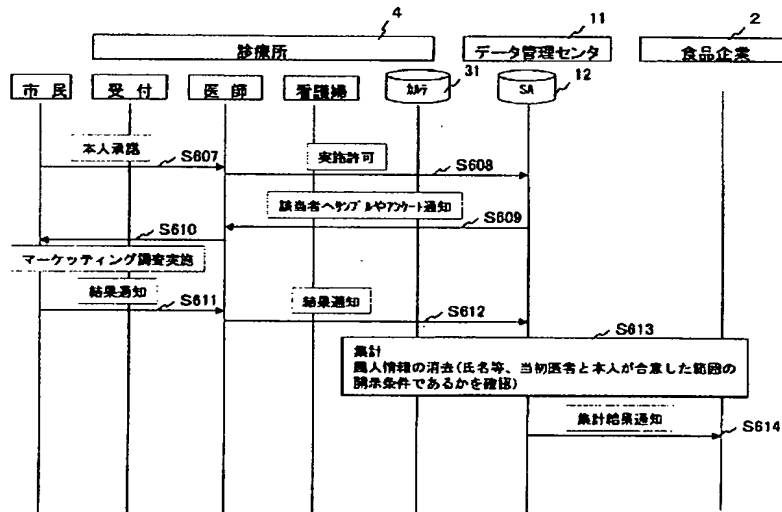 4
11
2
診療所
データ管理センタ
食品企業
市民
受付
医師
看護婦
カルテ
31
SA
12
本人承諾
S607
実施許可
S608
該当者へサンプルやアンケート通知
S609
S610
マーケッティング調査実施
結果通知
S611
結果通知
S612
S613
集計
個人情報の消去(氏名等、当初医者と本人が合意した範囲の
開示条件であるかを確認)
集計結果通知
S614